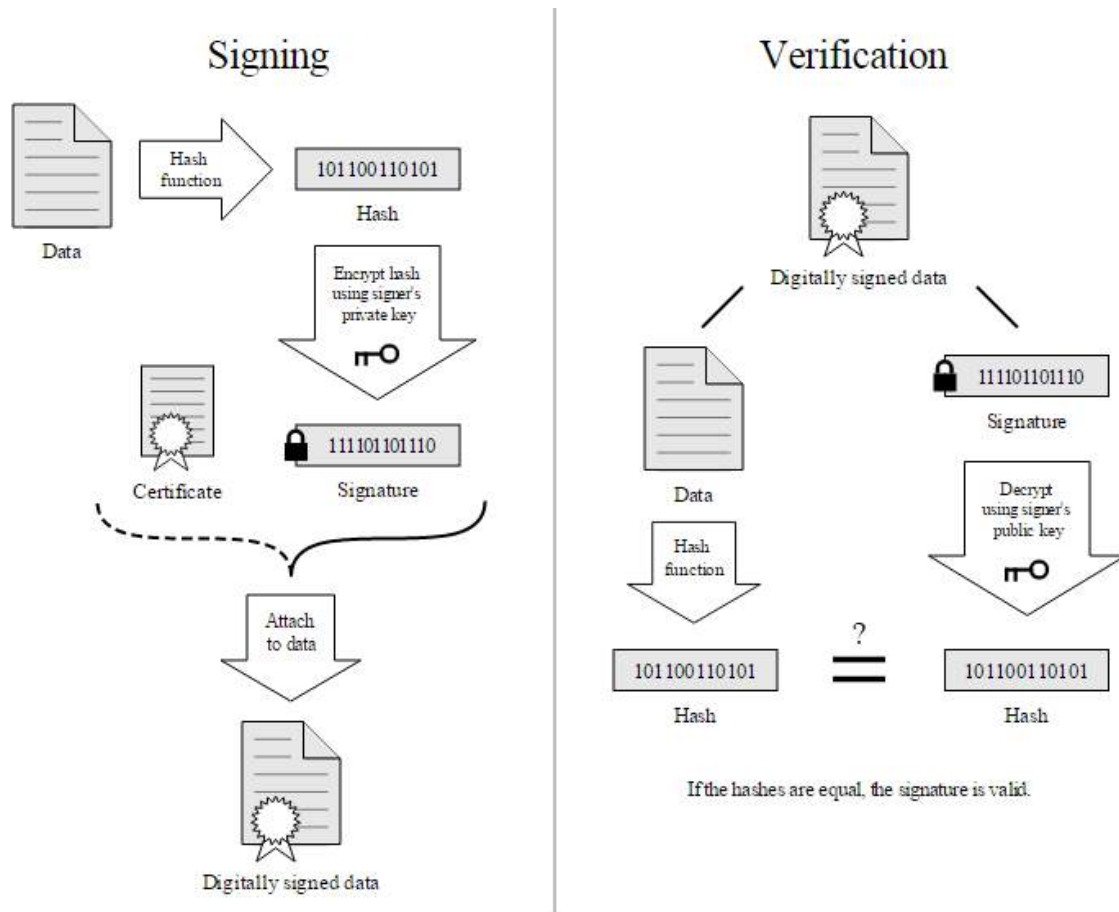 Signing
Hash
function
101100110101
Hash
Data
Encrypt hash
using signer's
private key
111101101110
Certificate
Signature
Attach
to data
Digitally signed data
Verification
Digitally signed data
111101101110
Signature
Data
Decrypt
using signer's
public key
Hash
function
?
101100110101
101100110101
Hash
Hash
If the hashes are equal, the signature is valid.